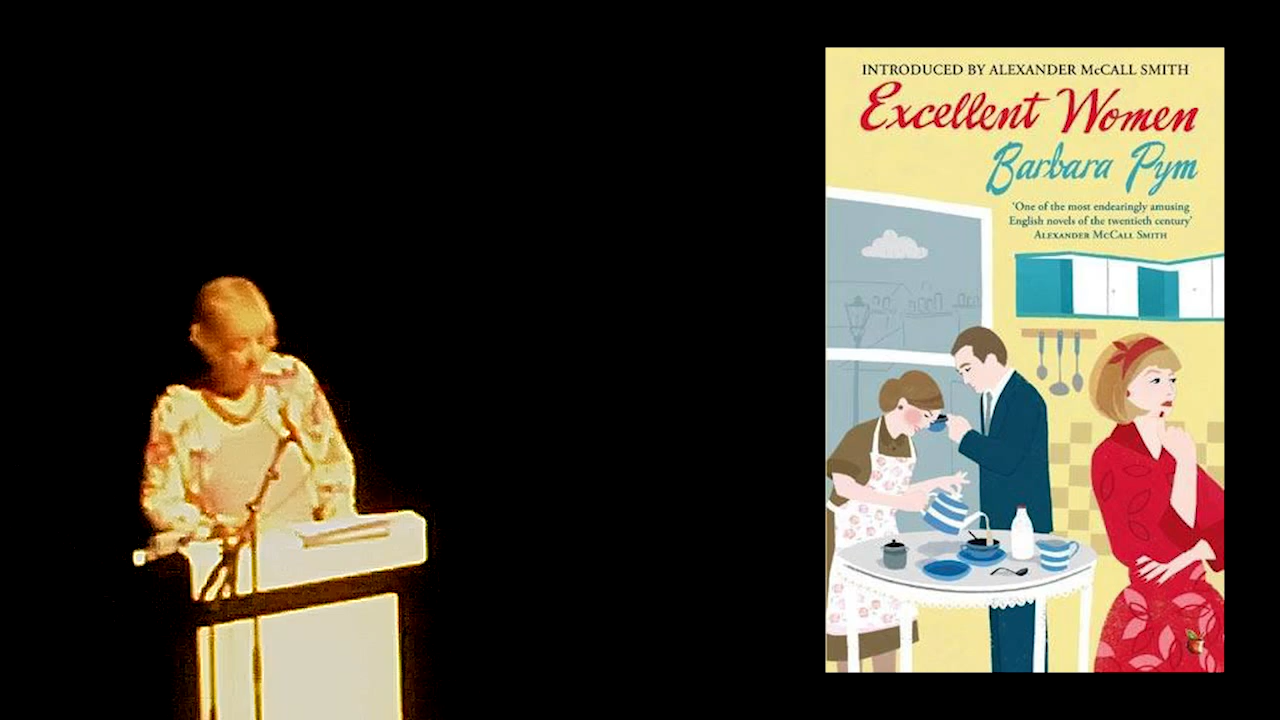 INTRODUCED BY ALEXANDER McCALL SMITH
Excellent Women
Barbara Pym
'One of the most endearingly amusing
English novels of the twentieth century'
ALEXANDER McCALL SMITH